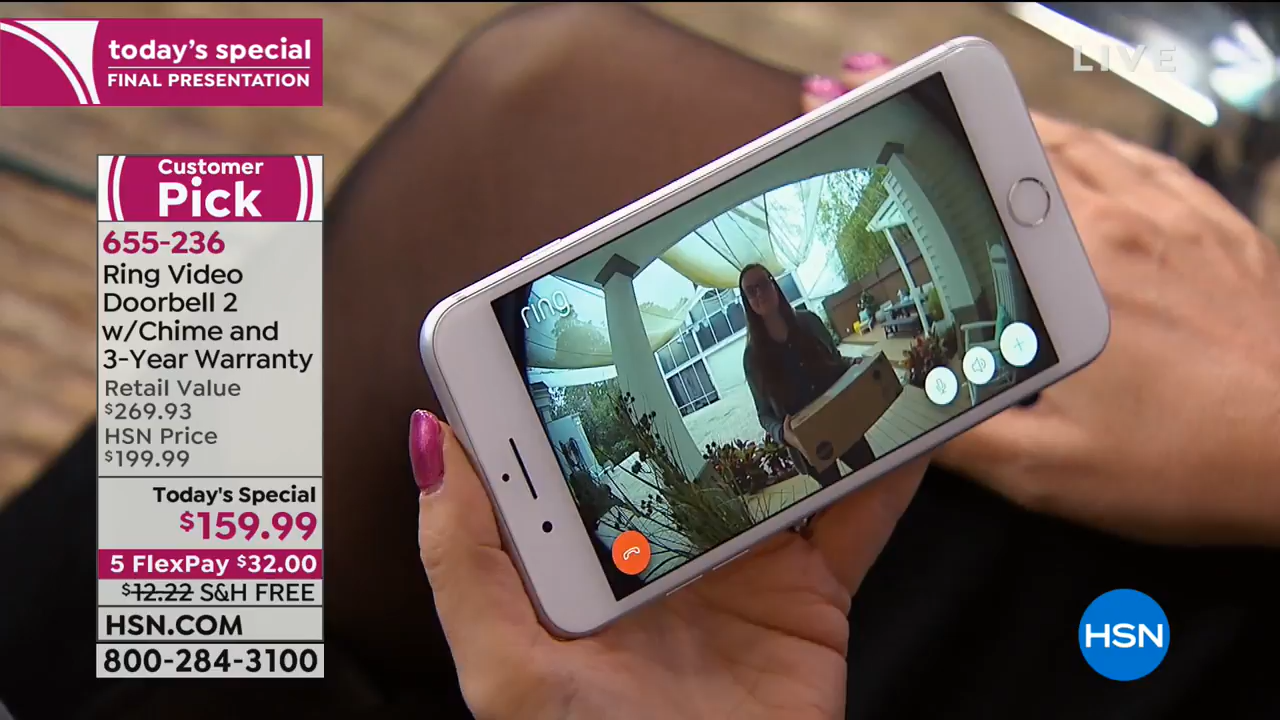 today's special
FINAL PRESENTATION
LIVE
Customer
Pick
655-236
Ring Video
Doorbell 2
w/Chime and
3-Year Warranty
Retail Value
$269.93
HSN Price
$199.99
Today's Special
$159.99
5 FlexPay $32.00
$12.22 S&H FREE
HSN.COM
800-284-3100
ring
HSN